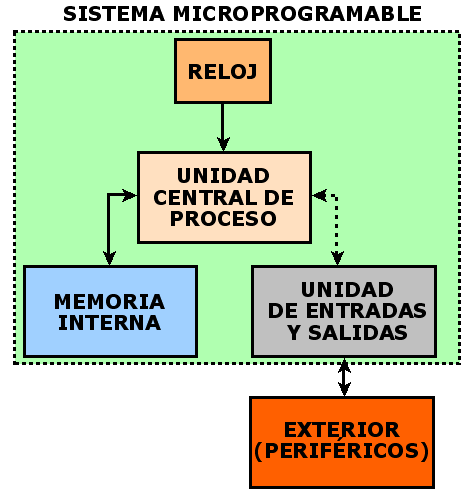 SISTEMA MICROPROGRAMABLE
RELOJ
UNIDAD
CENTRAL DE
PROCESO
MEMORIA
INTERNA
UNIDAD
DE ENTRADAS
Y SALIDAS
EXTERIOR
(PERIFÉRICOS)